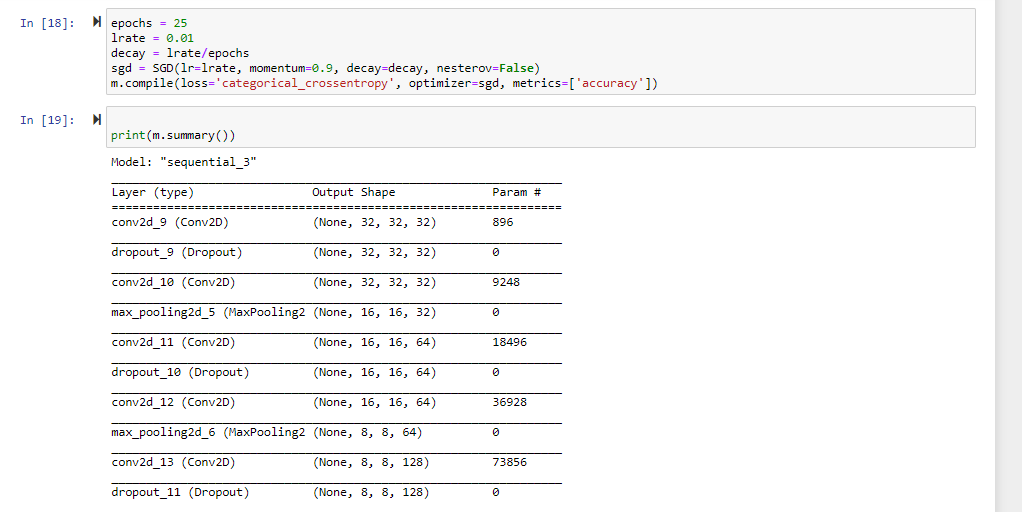 In [18]:
epochs = 25
lrate = 0.01
decay = lrate/epochs
sgd = SGD(lr=lrate, momentum=0.9, decay=decay, nesterov=False)
m.compile(loss='categorical_crossentropy', optimizer=sgd, metrics=['accuracy'])
In [19]:
print(m.summary())
Model: "sequential_3"
_________________________________________________________________
Layer (type)                 Output Shape              Param #
=================================================================
conv2d_9 (Conv2D)            (None, 32, 32, 32)        896
_________________________________________________________________
dropout_9 (Dropout)          (None, 32, 32, 32)        0
_________________________________________________________________
conv2d_10 (Conv2D)           (None, 32, 32, 32)        9248
_________________________________________________________________
max_pooling2d_5 (MaxPooling2 (None, 16, 16, 32)        0
_________________________________________________________________
conv2d_11 (Conv2D)           (None, 16, 16, 64)        18496
_________________________________________________________________
dropout_10 (Dropout)         (None, 16, 16, 64)        0
_________________________________________________________________
conv2d_12 (Conv2D)           (None, 16, 16, 64)        36928
_________________________________________________________________
max_pooling2d_6 (MaxPooling2 (None, 8, 8, 64)          0
_________________________________________________________________
conv2d_13 (Conv2D)           (None, 8, 8, 128)         73856
_________________________________________________________________
dropout_11 (Dropout)         (None, 8, 8, 128)         0